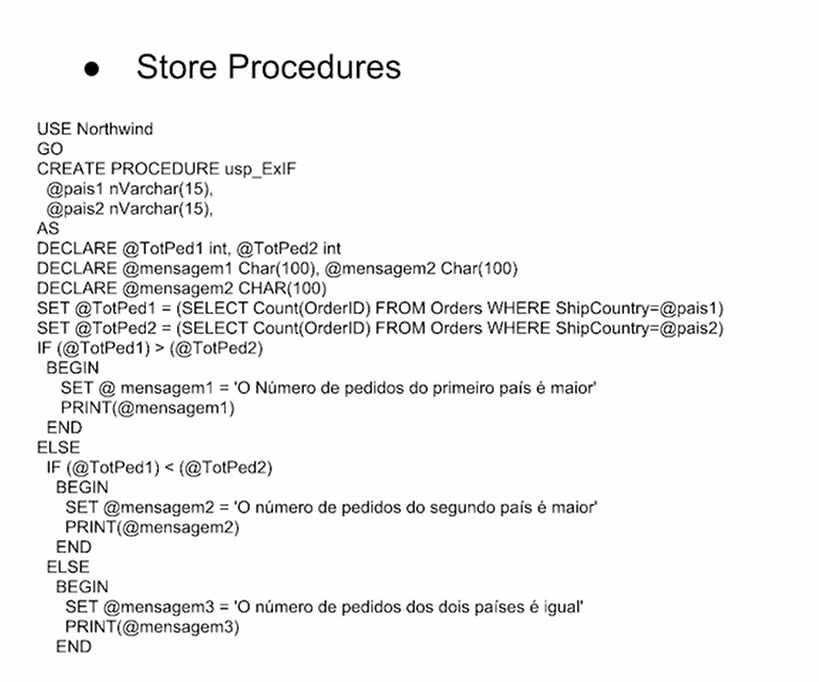 ● Store Procedures
USE Northwind
GO
CREATE PROCEDURE usp_ExIF
@pais1 nVarchar(15),
@pais2 nVarchar(15),
AS
DECLARE @TotPed1 int, @TotPed2 int
DECLARE @mensagem1 Char(100), @mensagem2 Char(100)
DECLARE @mensagem2 CHAR(100)
SET @TotPed1 = (SELECT Count(OrderID) FROM Orders WHERE ShipCountry=@pais1)
SET @TotPed2 = (SELECT Count(OrderID) FROM Orders WHERE ShipCountry=@pais2)
IF (@TotPed1) > (@TotPed2)
BEGIN
SET @ mensagem1 = 'O Número de pedidos do primeiro país é maior'
PRINT(@mensagem1)
END
ELSE
IF (@TotPed1) < (@TotPed2)
BEGIN
SET @mensagem2 = 'O número de pedidos do segundo país é maior'
PRINT(@mensagem2)
END
ELSE
BEGIN
SET @mensagem3 = 'O número de pedidos dos dois países é igual'
PRINT(@mensagem3)
END